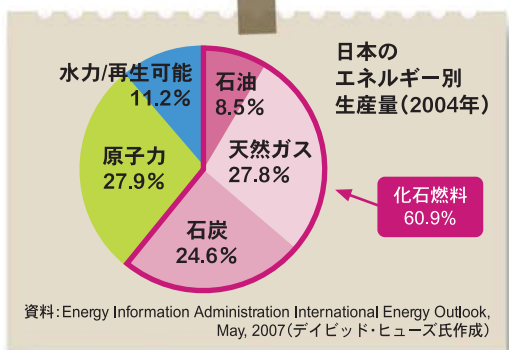 日本の
エネルギー別
生産量(2004年)
石油
8.5%
天然ガス
27.8%
石炭
24.6%
原子力
27.9%
水力/再生可能
11.2%
化石燃料
60.9%
資料:Energy Information Administration International Energy Outlook,
May, 2007(デイビッド・ヒューズ氏作成)